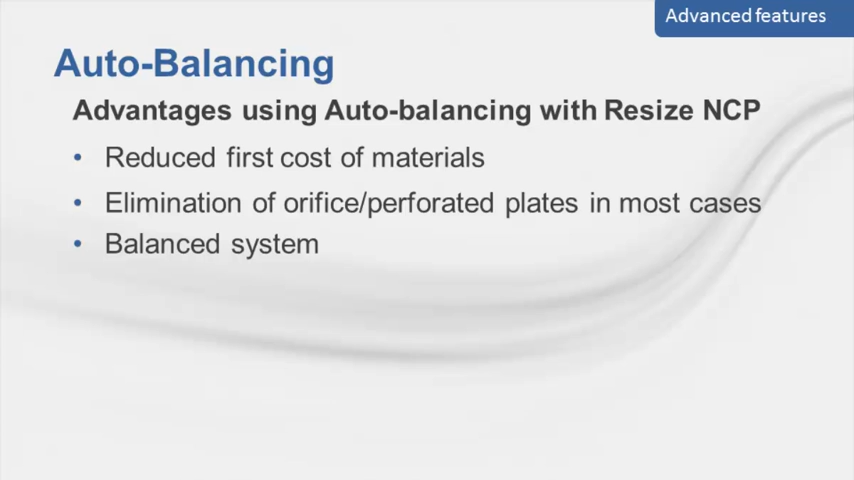 Advanced features
Auto-Balancing
Advantages using Auto-balancing with Resize NCP
• Reduced first cost of materials
• Elimination of orifice/perforated plates in most cases
• Balanced system